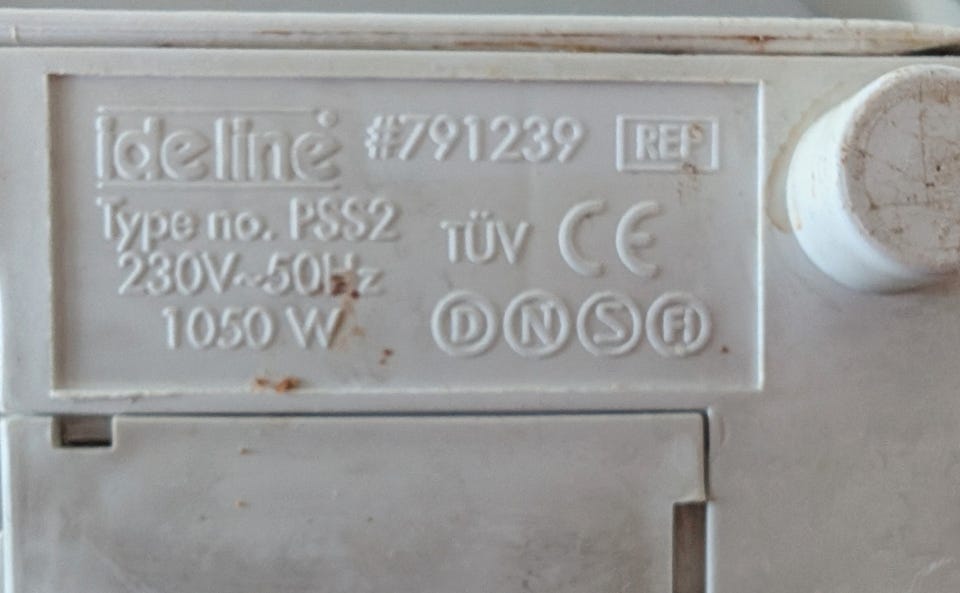 ideline #791239 REP
Type no. PSS2 TÜV CE
230V~50Hz
1050 W D N S FI